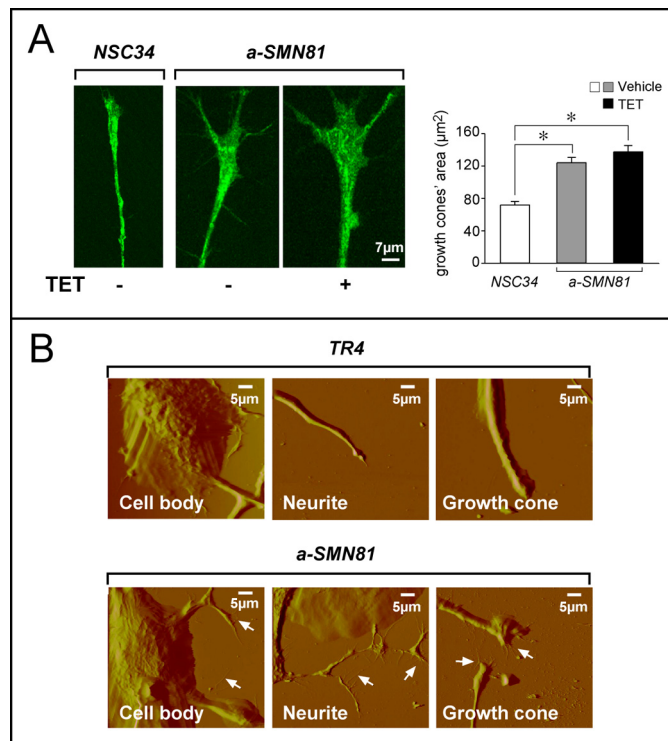 A
NSC34 a-SMN81
7μm
TET - - +
Vehicle
TET
growth cones' area (μm2)
160
120
80
40
0
* *
NSC34 a-SMN81
B
TR4
5μm 5μm 5μm
Cell body Neurite Growth cone
a-SMN81
5μm 5μm 5μm
Cell body Neurite Growth cone